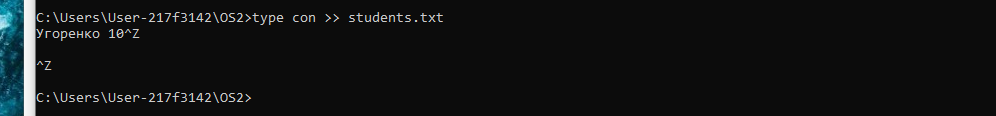 C:\Users\User-217f3142\OS2>type con >> students.txt
Угоренко 10^Z
^Z
C:\Users\User-217f3142\OS2>